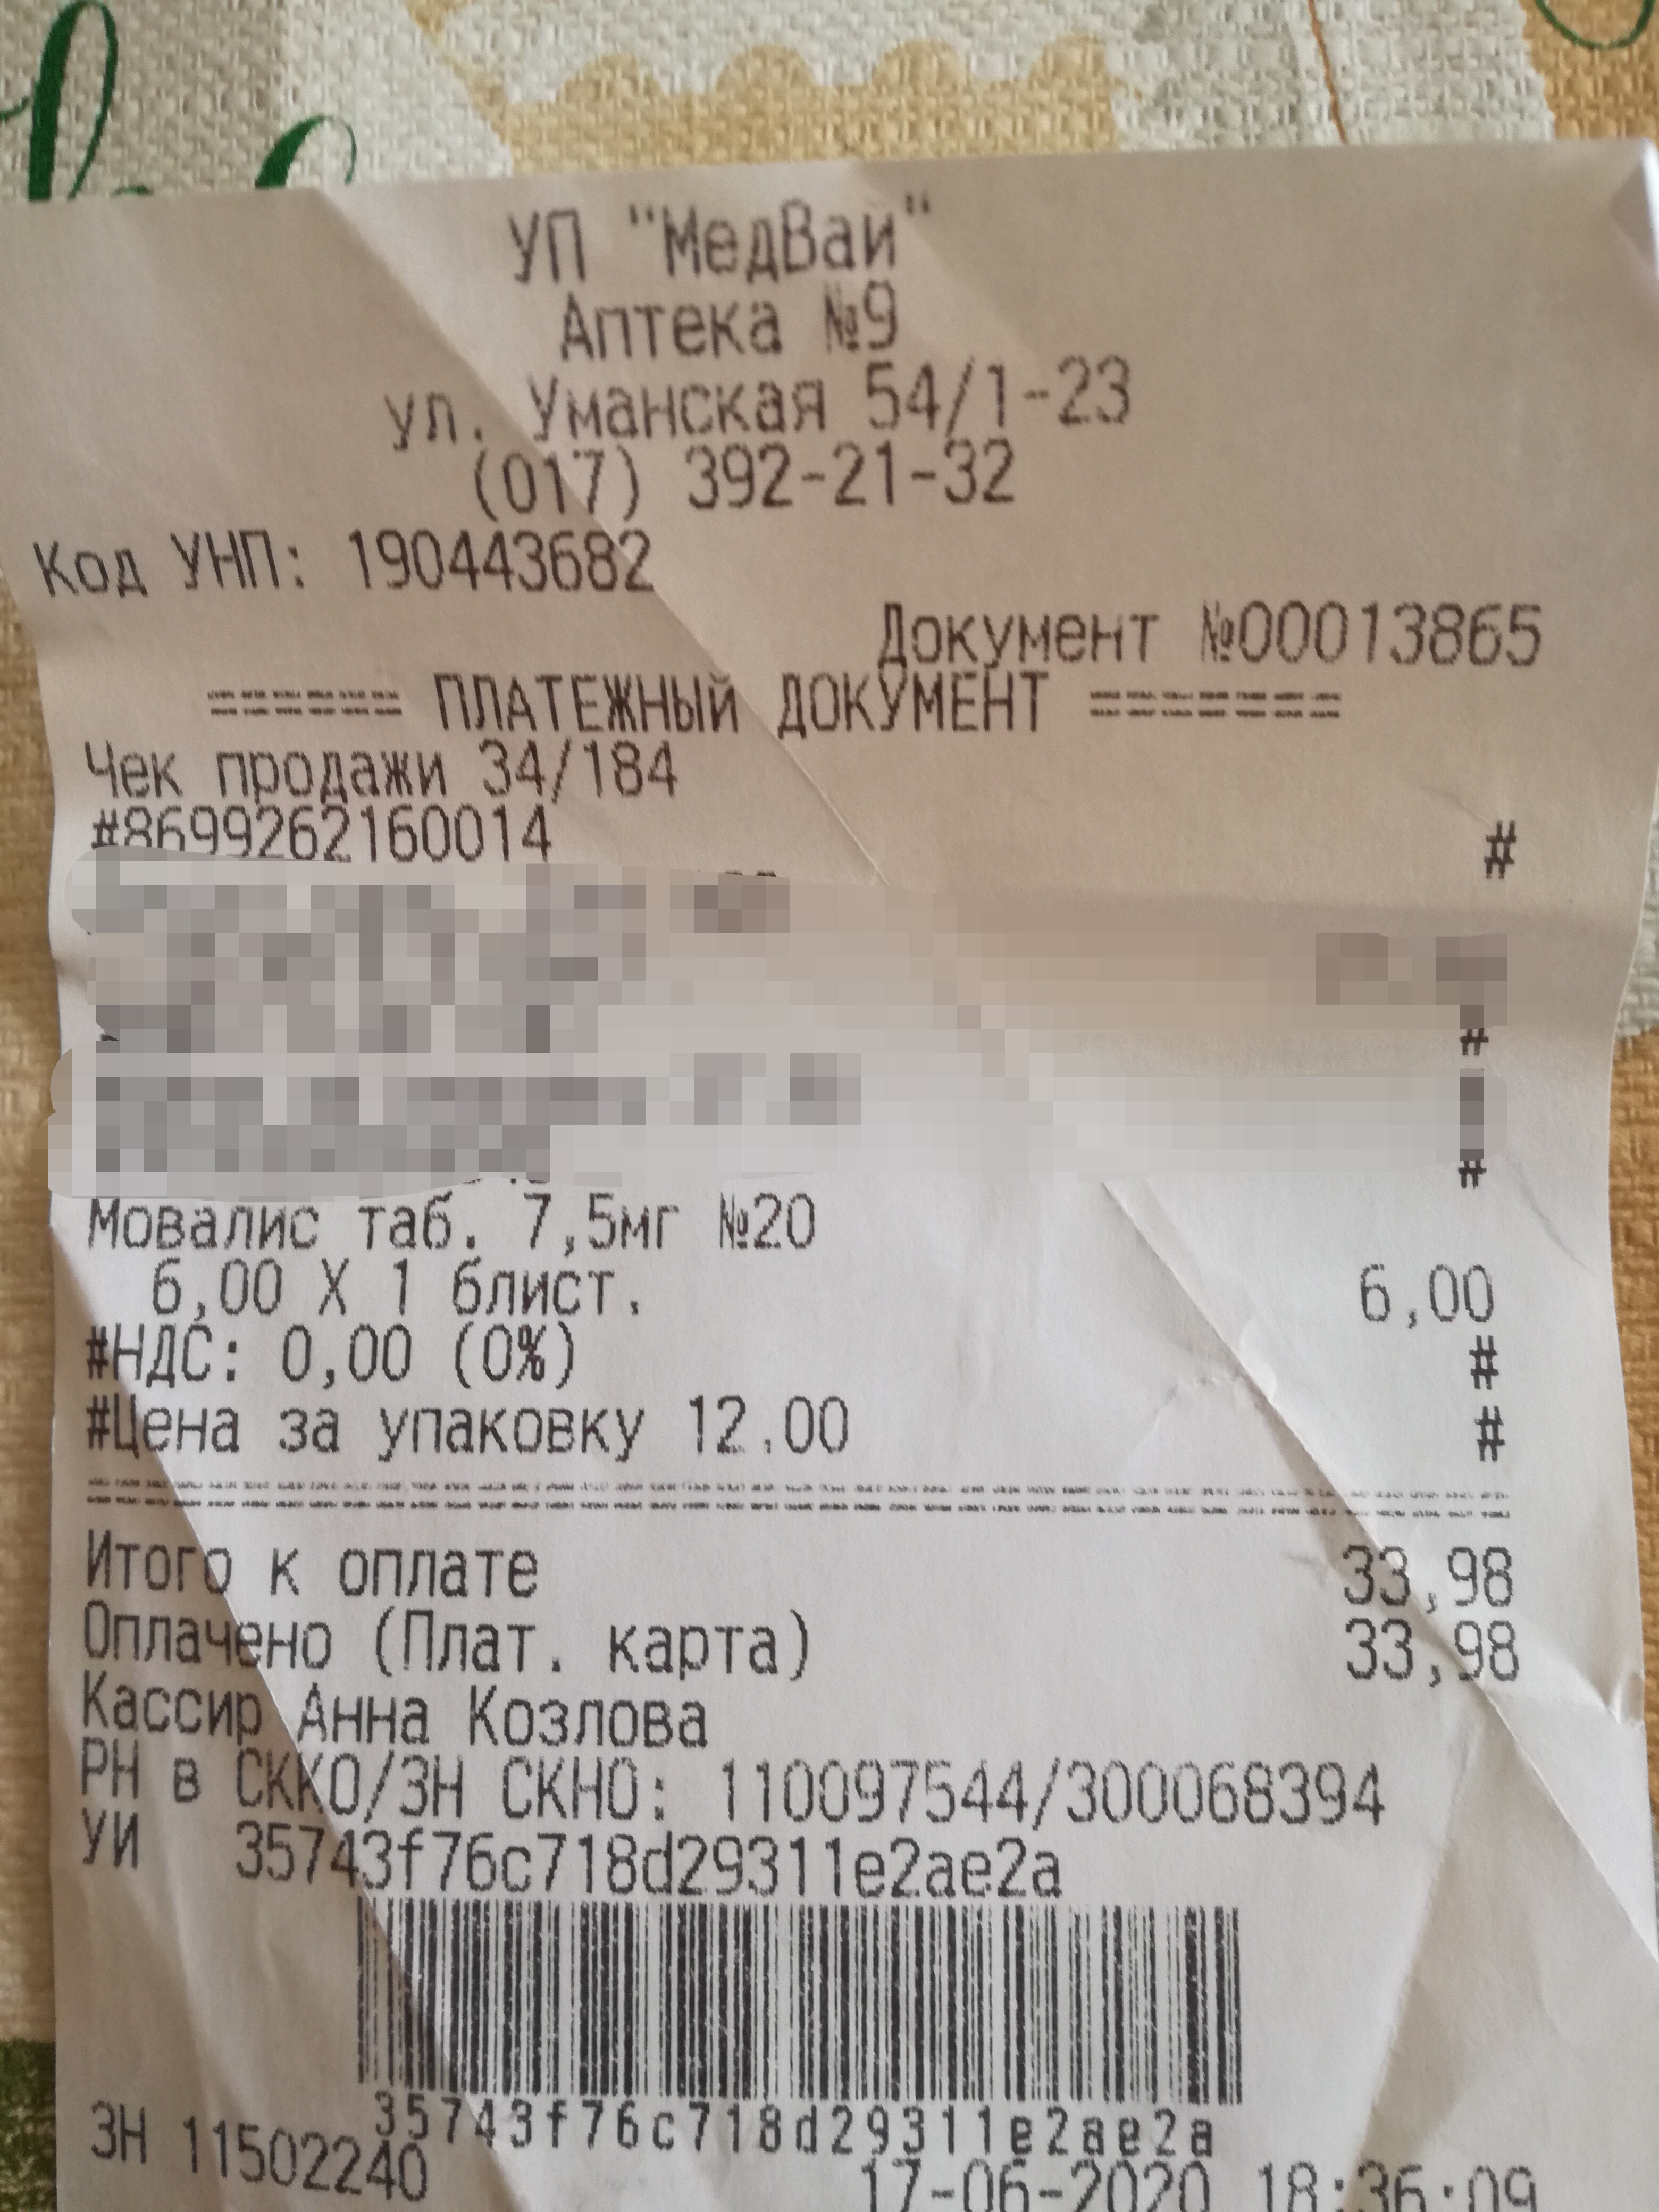 УП "МедВай"
Аптека №9
ул. Уманская 54/1-23
(017) 392-21-32
Код УНП: 190443682
Документ №00013865
====== ПЛАТЕЖНЫЙ ДОКУМЕНТ ========
Чек продажи 34/184
#8699262160014 #
#
#
Мовалис таб. 7,5мг №20
6,00 X 1 блист. 6,00
#НДС: 0,00 (0%) #
#Цена за упаковку 12.00 #
Итого к оплате 33,98
Оплачено (Плат. карта) 33,98
Кассир Анна Козлова
РН в СККО/ЗН СКНО: 110097544/300068394
УИ 35743f76c718d29311e2ae2a
35743f76c718d29311e2ae2a
ЗН 11502240
17-06-2020 18:36:09